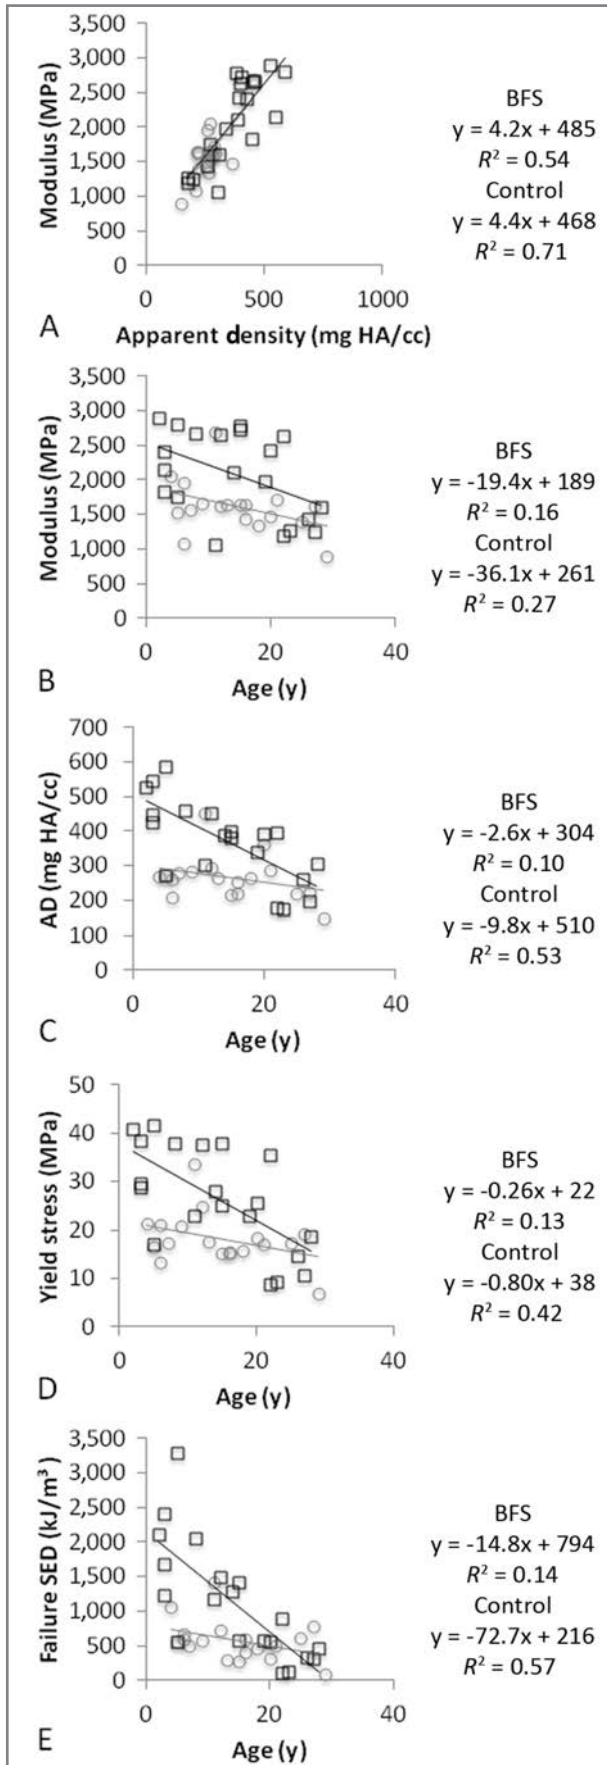 3,500
3,000
2,500
2,000
1,500
1,000
500
0
Modulus (MPa)
0 500 1000
Apparent density (mg HA/cc)
A
BFS
y = 4.2x + 485
R² = 0.54
Control
y = 4.4x + 468
R² = 0.71
3,500
3,000
2,500
2,000
1,500
1,000
500
0
Modulus (MPa)
0 20 40
Age (y)
B
BFS
y = -19.4x + 189
R² = 0.16
Control
y = -36.1x + 261
R² = 0.27
700
600
500
400
300
200
100
0
AD (mg HA/cc)
0 20 40
Age (y)
C
BFS
y = -2.6x + 304
R² = 0.10
Control
y = -9.8x + 510
R² = 0.53
50
40
30
20
10
0
Yield stress (MPa)
0 20 40
Age (y)
D
BFS
y = -0.26x + 22
R² = 0.13
Control
y = -0.80x + 38
R² = 0.42
3,500
3,000
2,500
2,000
1,500
1,000
500
0
Failure SED (kJ/m³)
0 20 40
Age (y)
E
BFS
y = -14.8x + 794
R² = 0.14
Control
y = -72.7x + 216
R² = 0.57